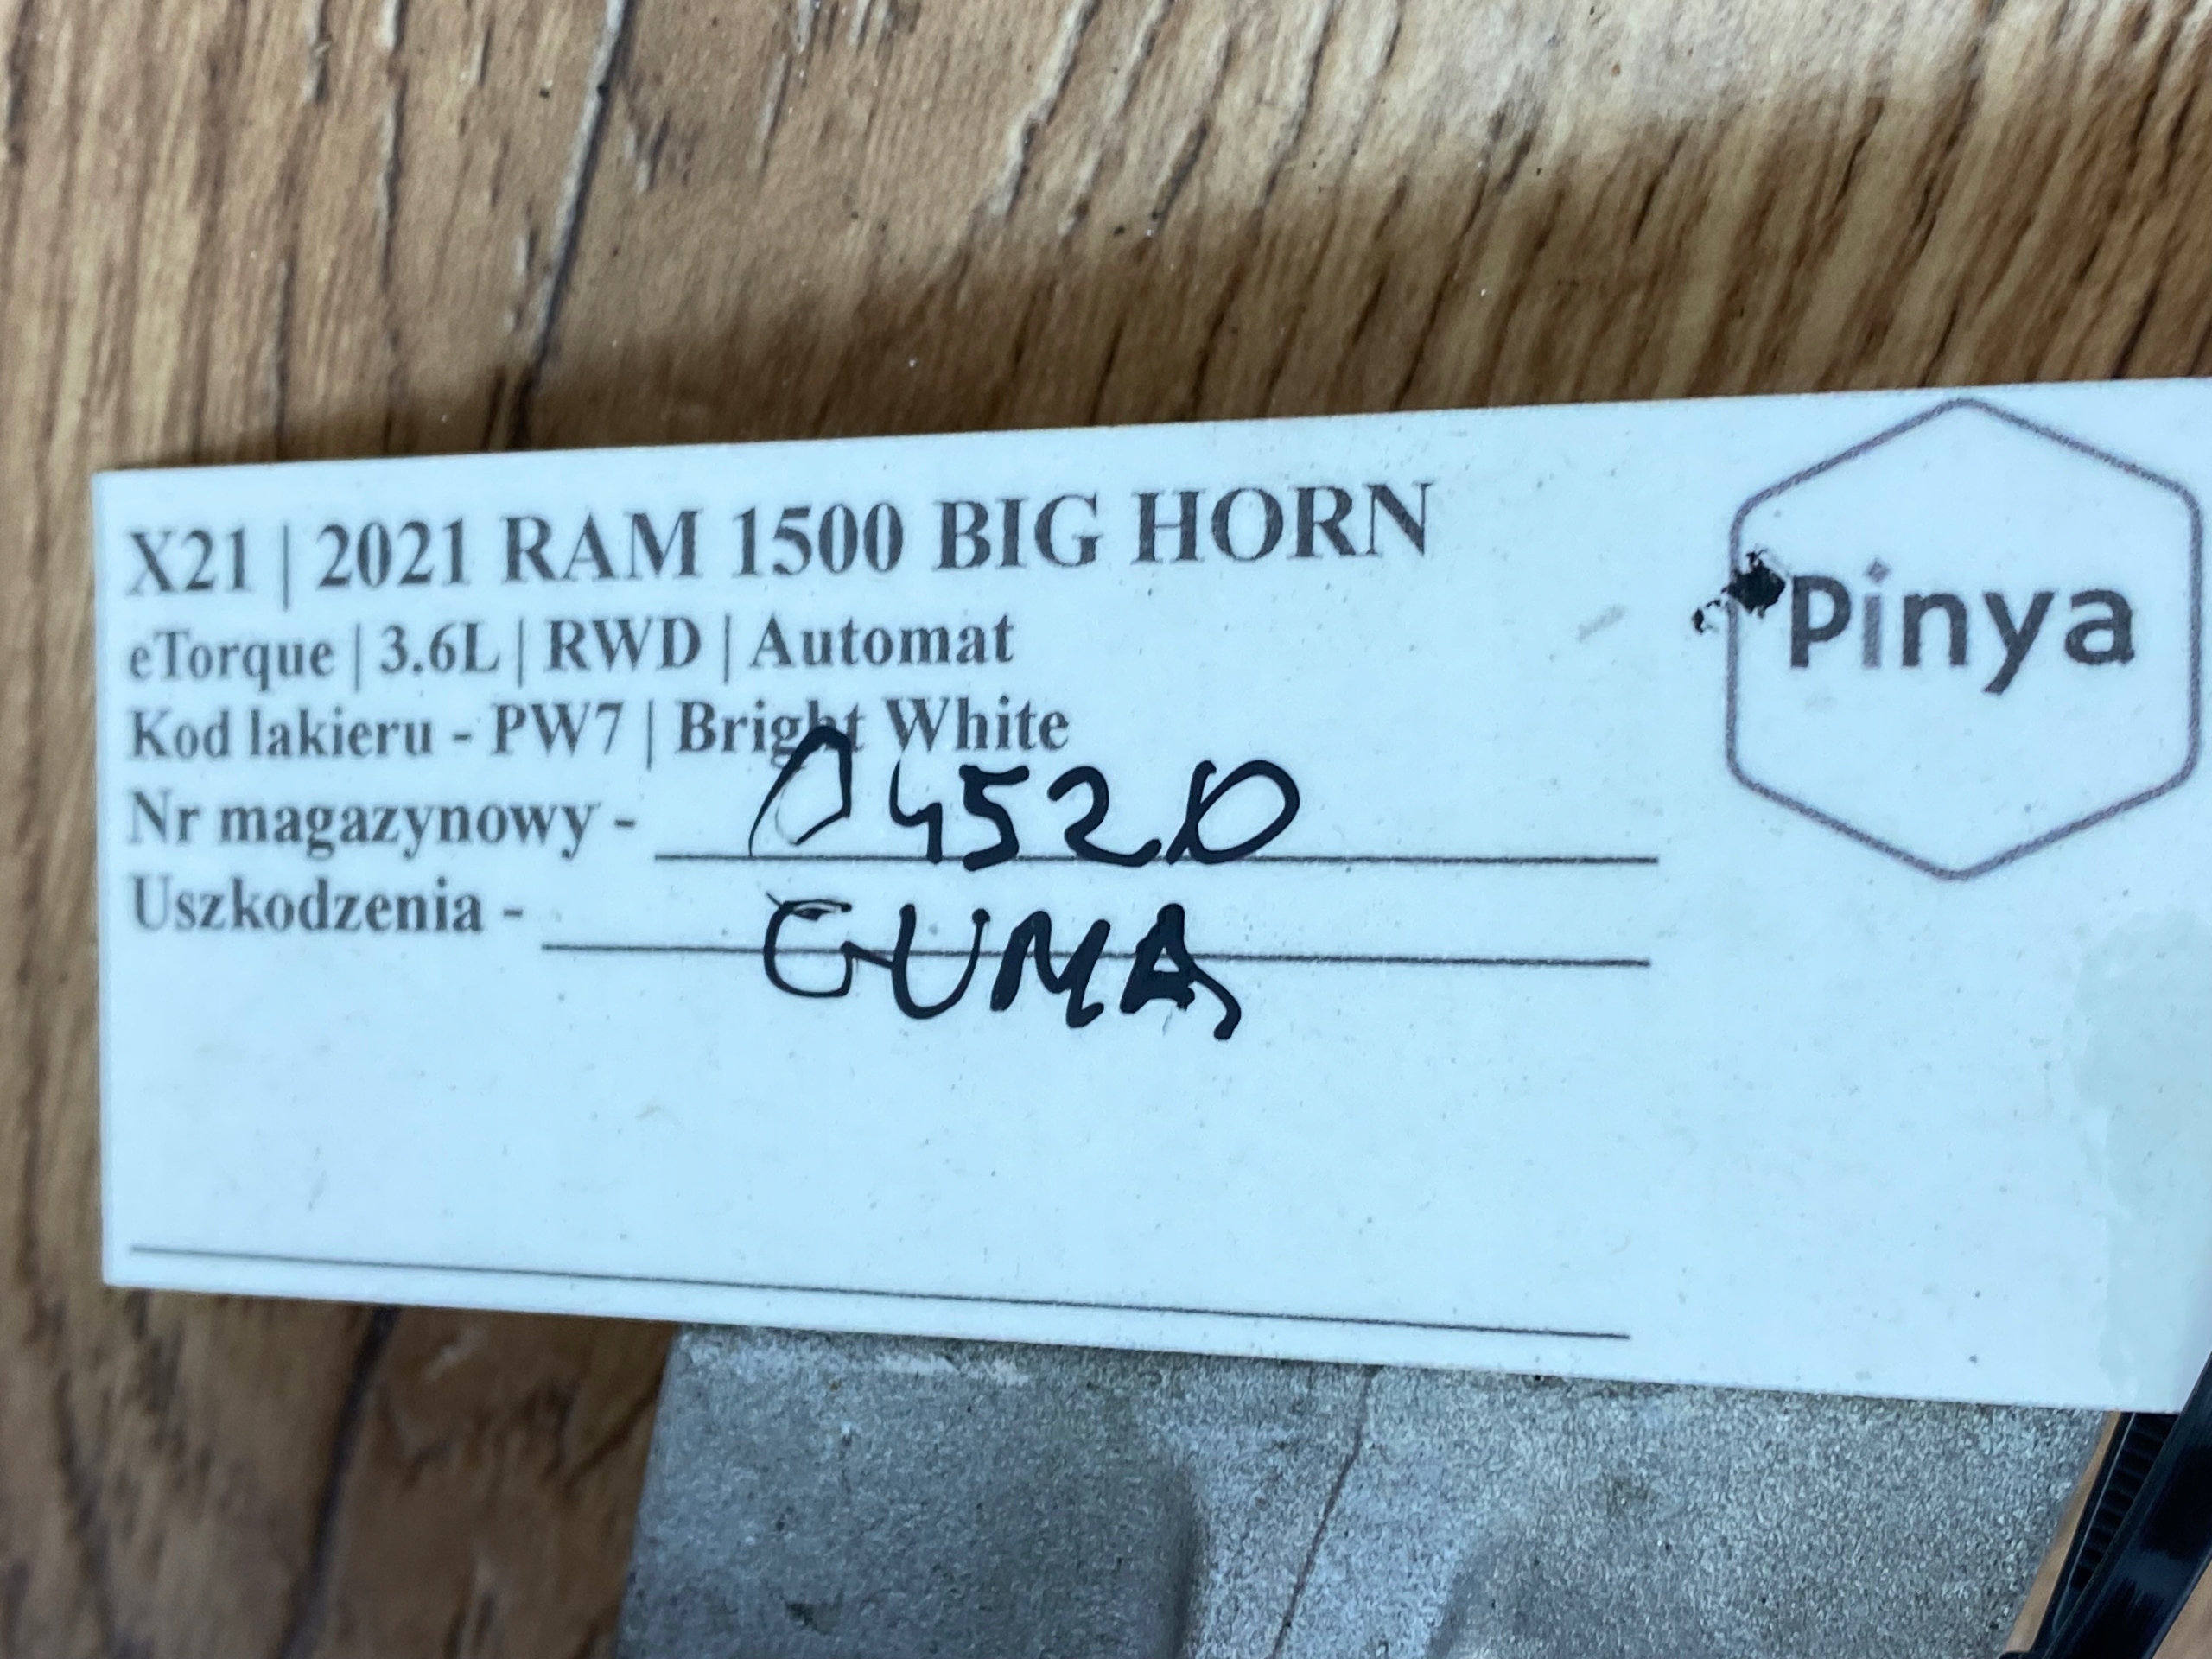 X21 | 2021 RAM 1500 BIG HORN
eTorque | 3.6L | RWD | Automat
Kod lakieru - PW7 | Bright White
Nr magazynowy - 04520
Uszkodzenia - GUMA
Pinya